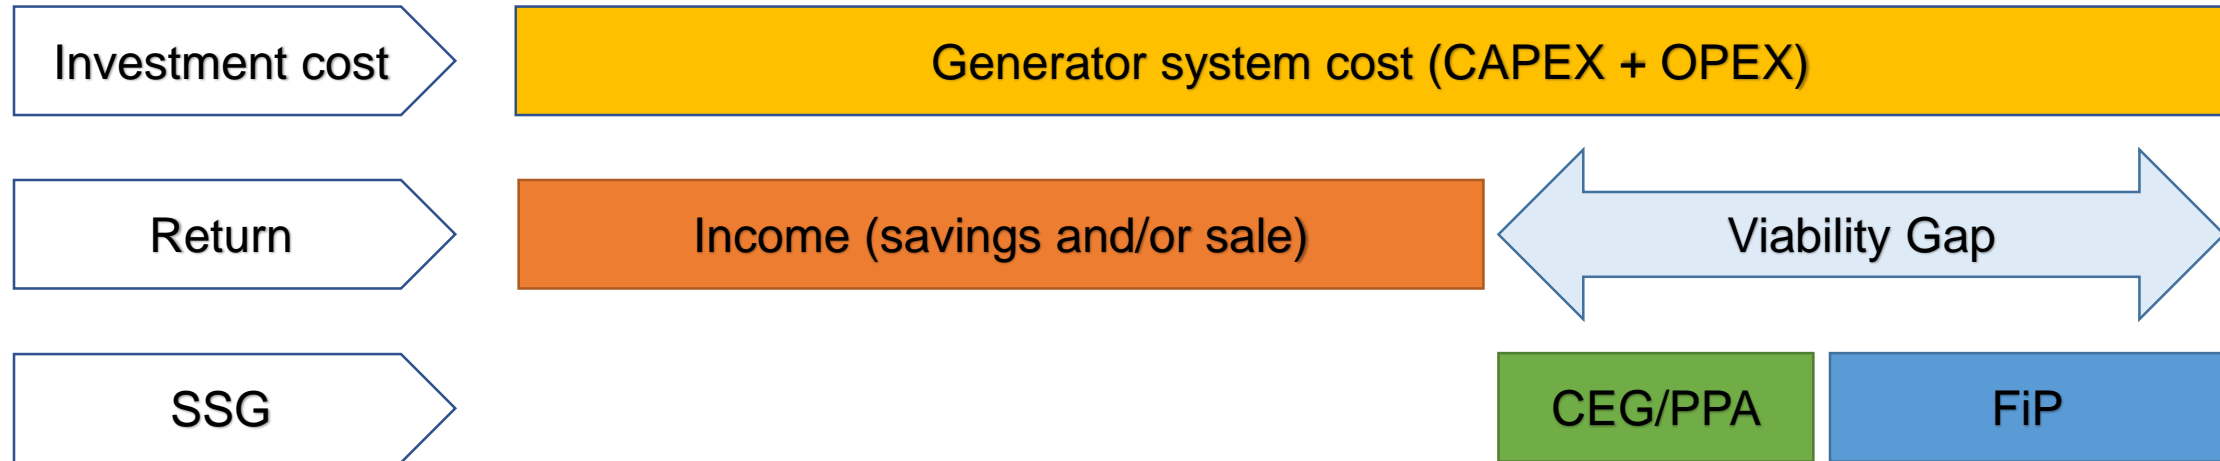 Investment cost
Generator system cost (CAPEX + OPEX)
Return
Income (savings and/or sale)
Viability Gap
SSG
CEG/PPA
FiP